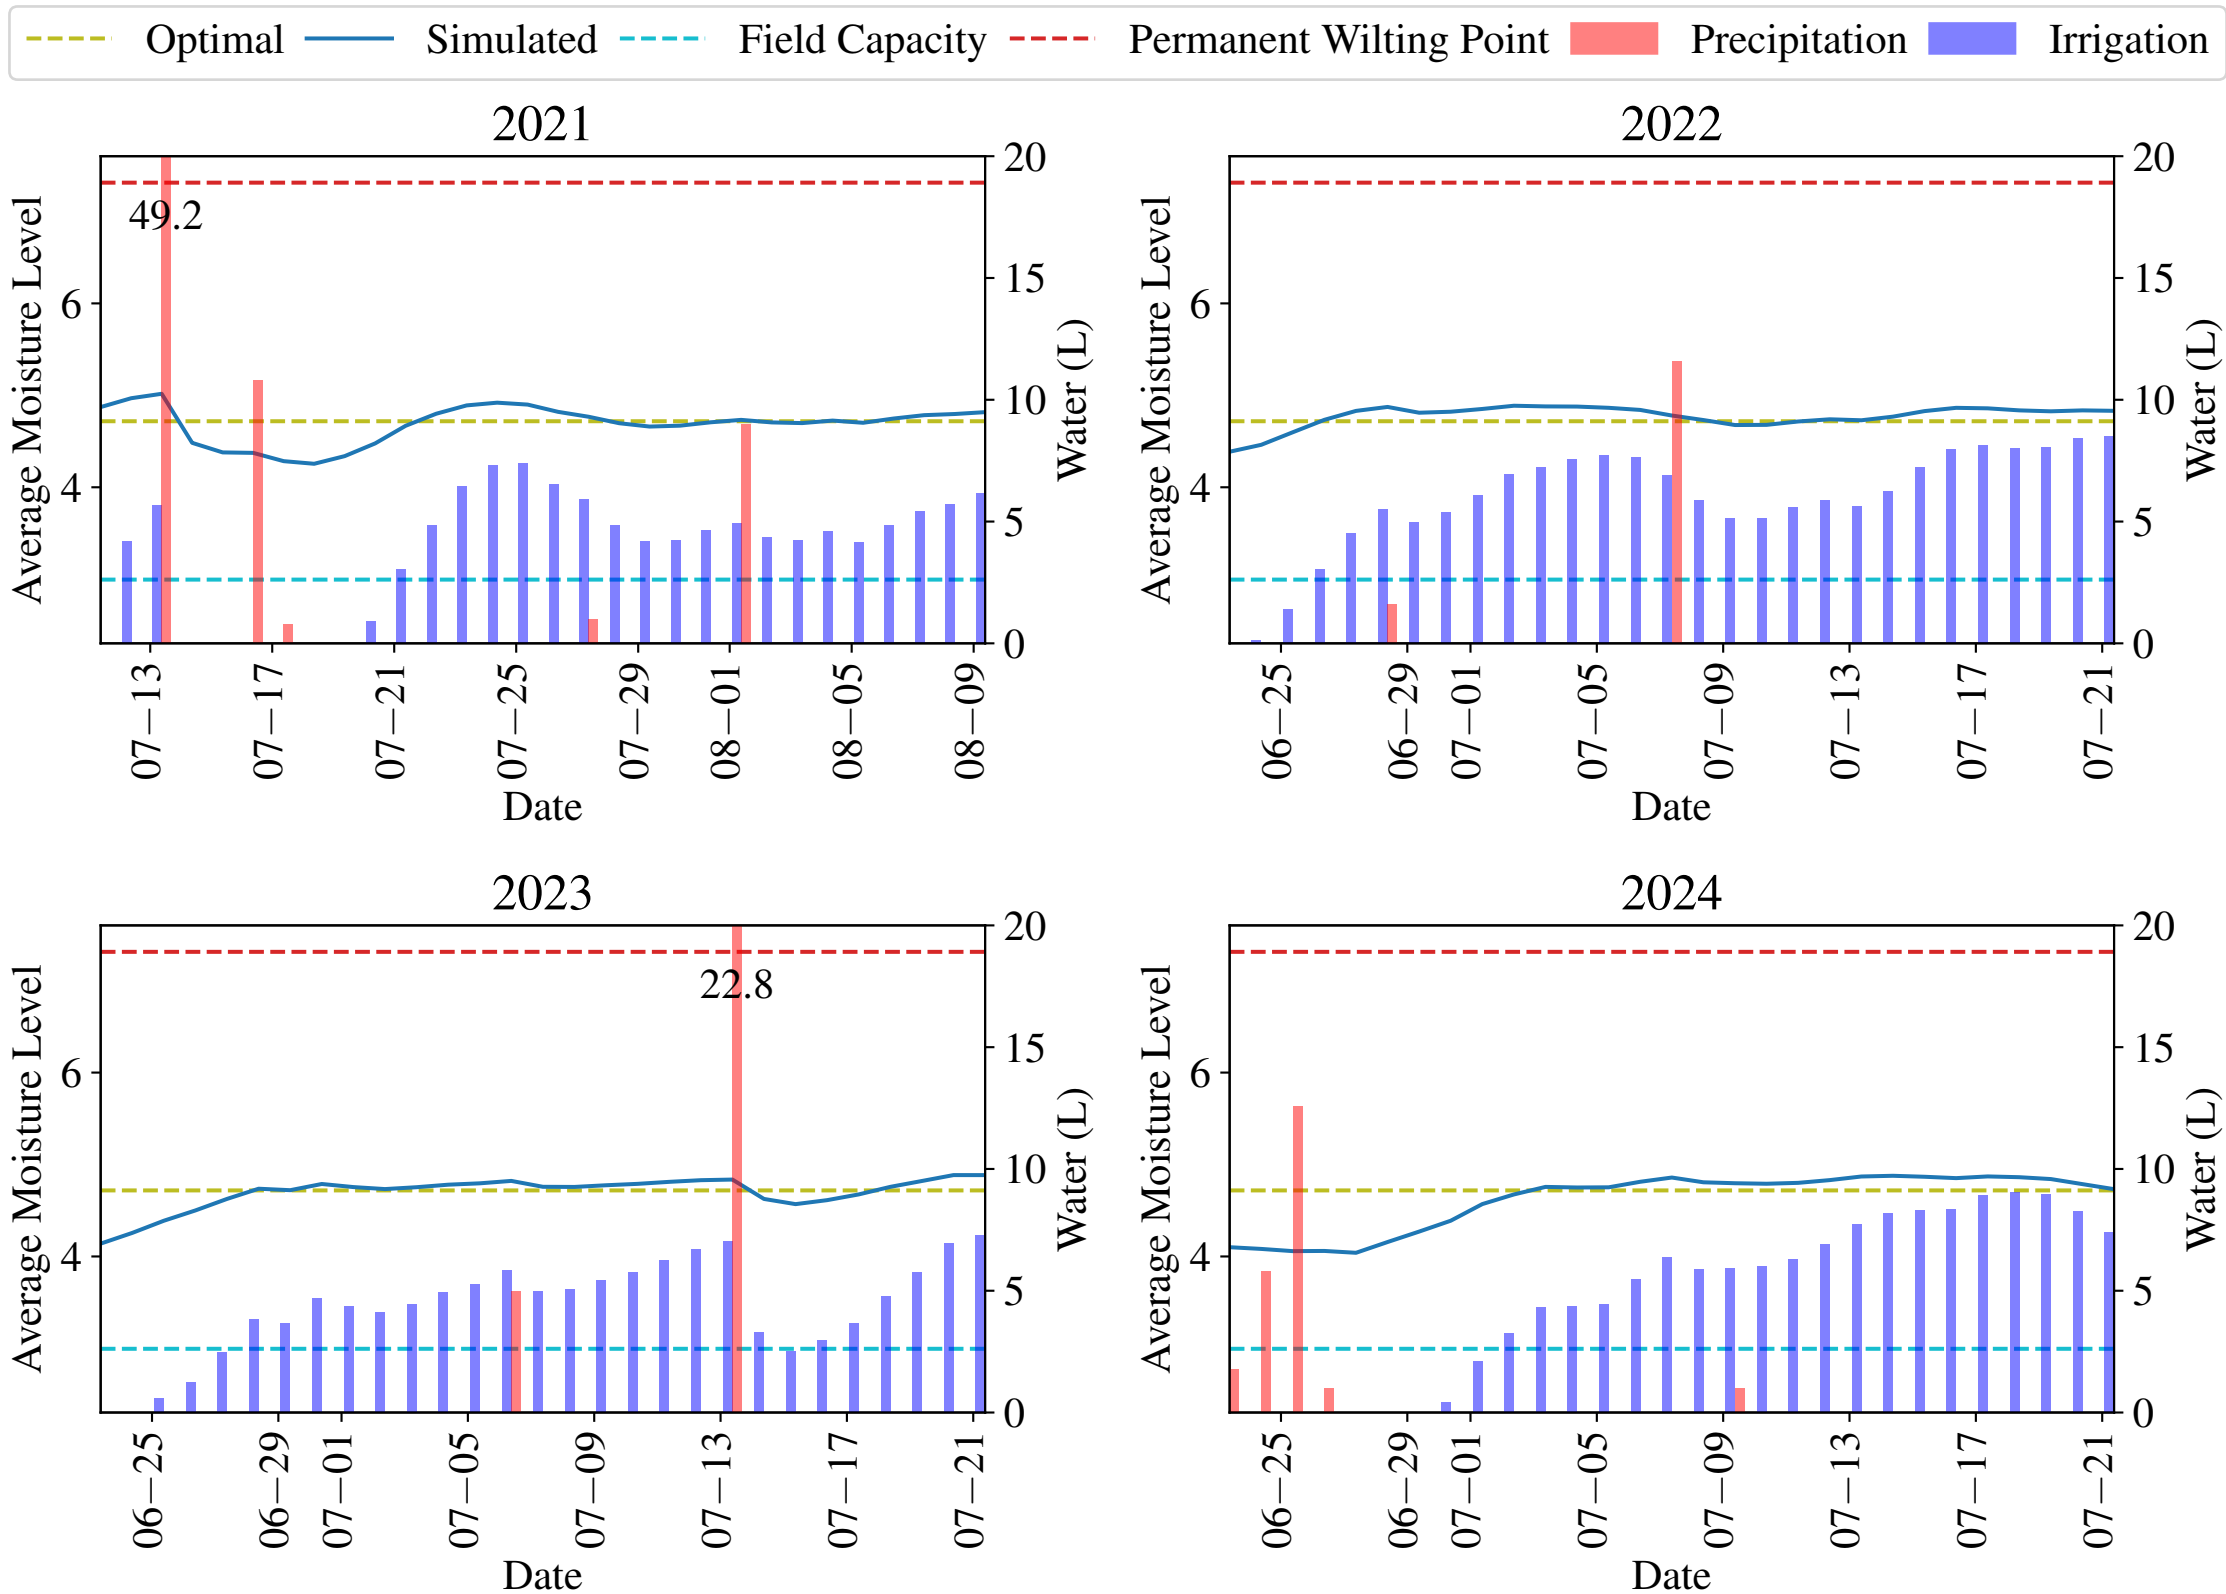 Optimal Simulated Field Capacity Permanent Wilting Point Precipitation Irrigation
2021
Average Moisture Level
6
4
49.2
20
15
10
5
0
Water (L)
07−13 07−17 07−21 07−25 07−29 08−01 08−05 08−09
Date
2022
Average Moisture Level
6
4
20
15
10
5
0
Water (L)
06−25 06−29 07−01 07−05 07−09 07−13 07−17 07−21
Date
2023
Average Moisture Level
6
4
22.8
20
15
10
5
0
Water (L)
06−25 06−29 07−01 07−05 07−09 07−13 07−17 07−21
Date
2024
Average Moisture Level
6
4
20
15
10
5
0
Water (L)
06−25 06−29 07−01 07−05 07−09 07−13 07−17 07−21
Date